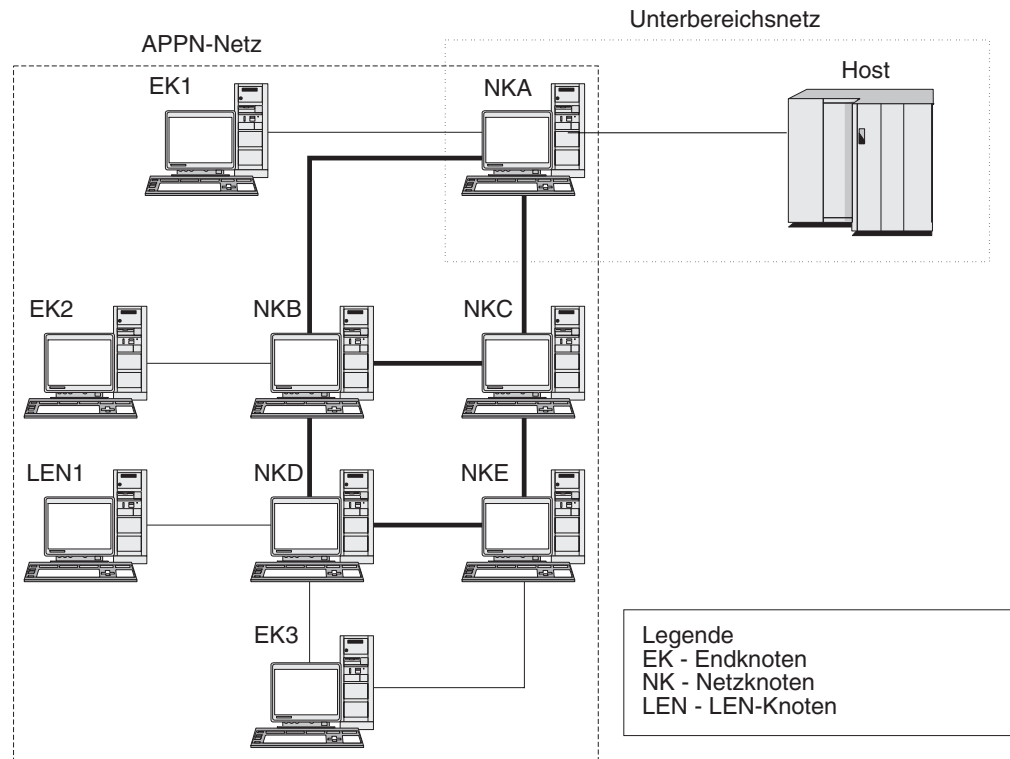 Unterbereichsnetz
APPN-Netz
EK1
NKA
Host
EK2
NKB
NKC
LEN1
NKD
NKE
EK3
Legende
EK - Endknoten
NK - Netzknoten
LEN - LEN-Knoten